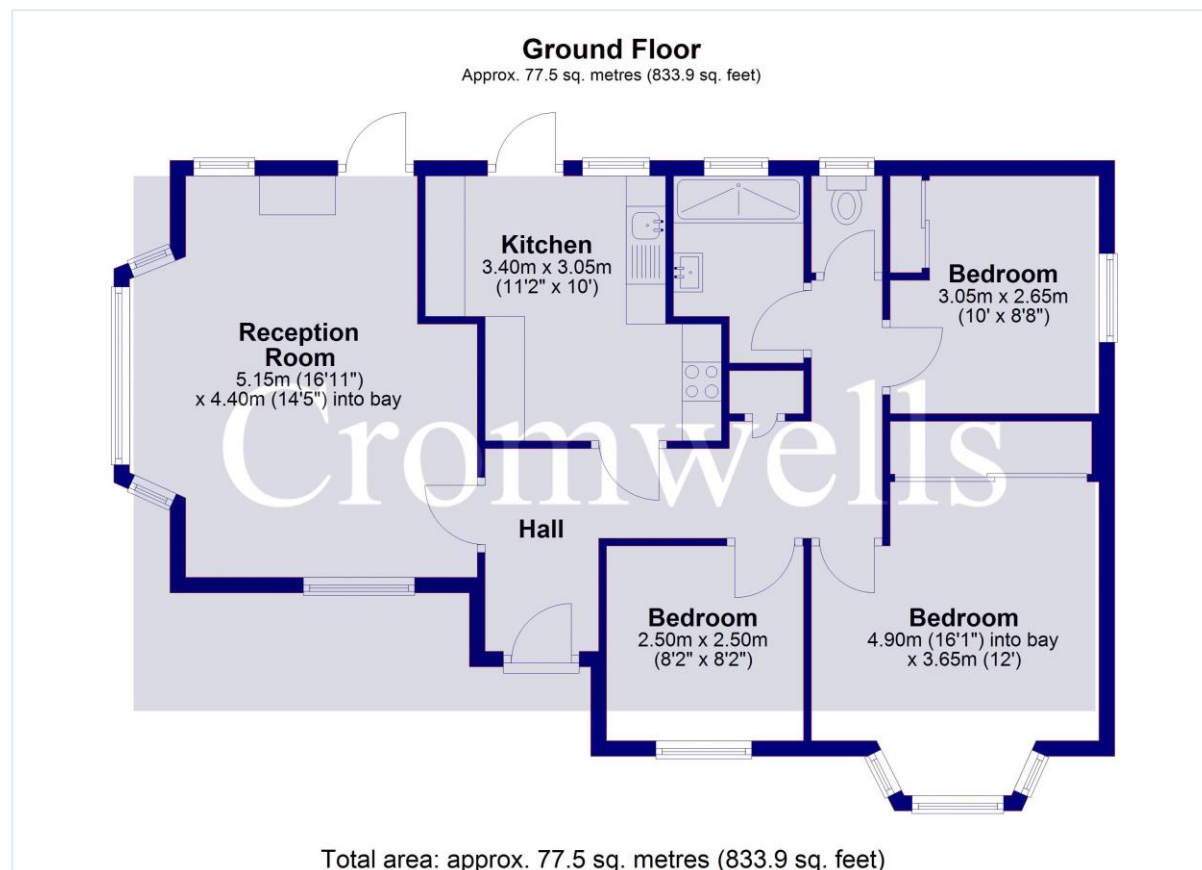 Ground Floor
Approx. 77.5 sq. metres (833.9 sq. feet)
Kitchen
3.40m x 3.05m
(11'2" x 10')
Bedroom
3.05m x 2.65m
(10' x 8'8")
Reception
Room
5.15m (16'11")
x 4.40m (14'5") into bay
Cromwells
Hall
Bedroom
2.50m x 2.50m
(8'2" x 8'2")
Bedroom
4.90m (16'1") into bay
x 3.65m (12')
Total area: approx. 77.5 sq. metres (833.9 sq. feet)